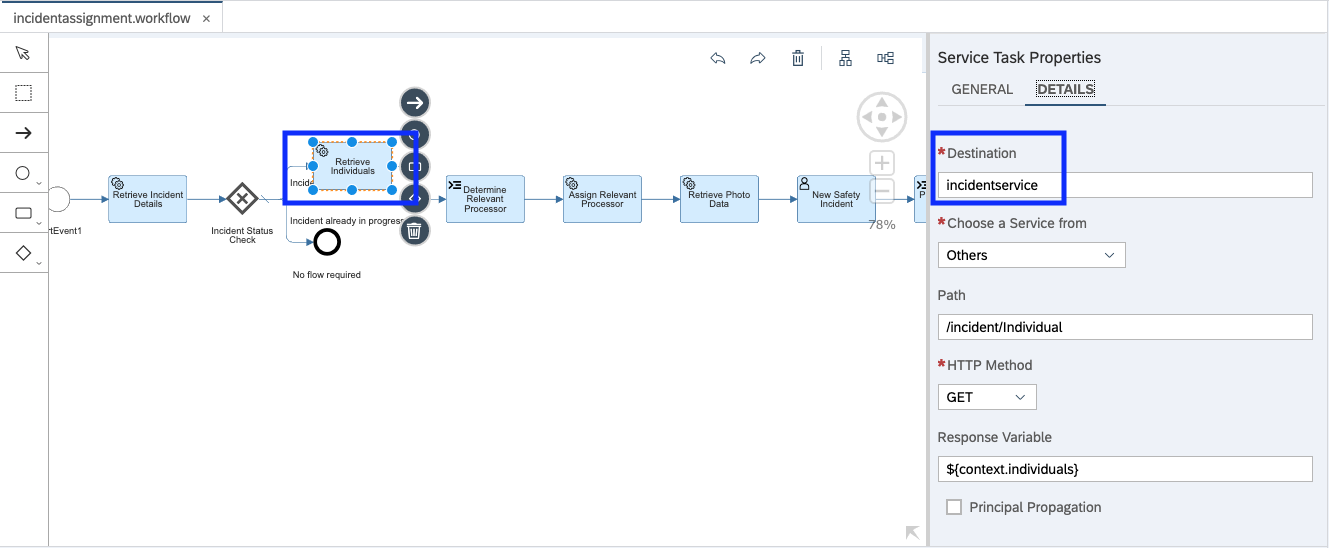 incidentassignment.workflow ×
Service Task Properties
GENERAL DETAILS
*Destination
incidentservice
*Choose a Service from
Others
Path
/incident/Individual
*HTTP Method
GET
Response Variable
${context.individuals}
Principal Propagation
rtEvent1
Retrieve Incident
Details
Incident Status
Check
Retrieve
Individuals
Incident already in progress
No flow required
Determine
Relevant
Processor
Assign Relevant
Processor
Retrieve Photo
Data
New Safety
Incident
P
78%